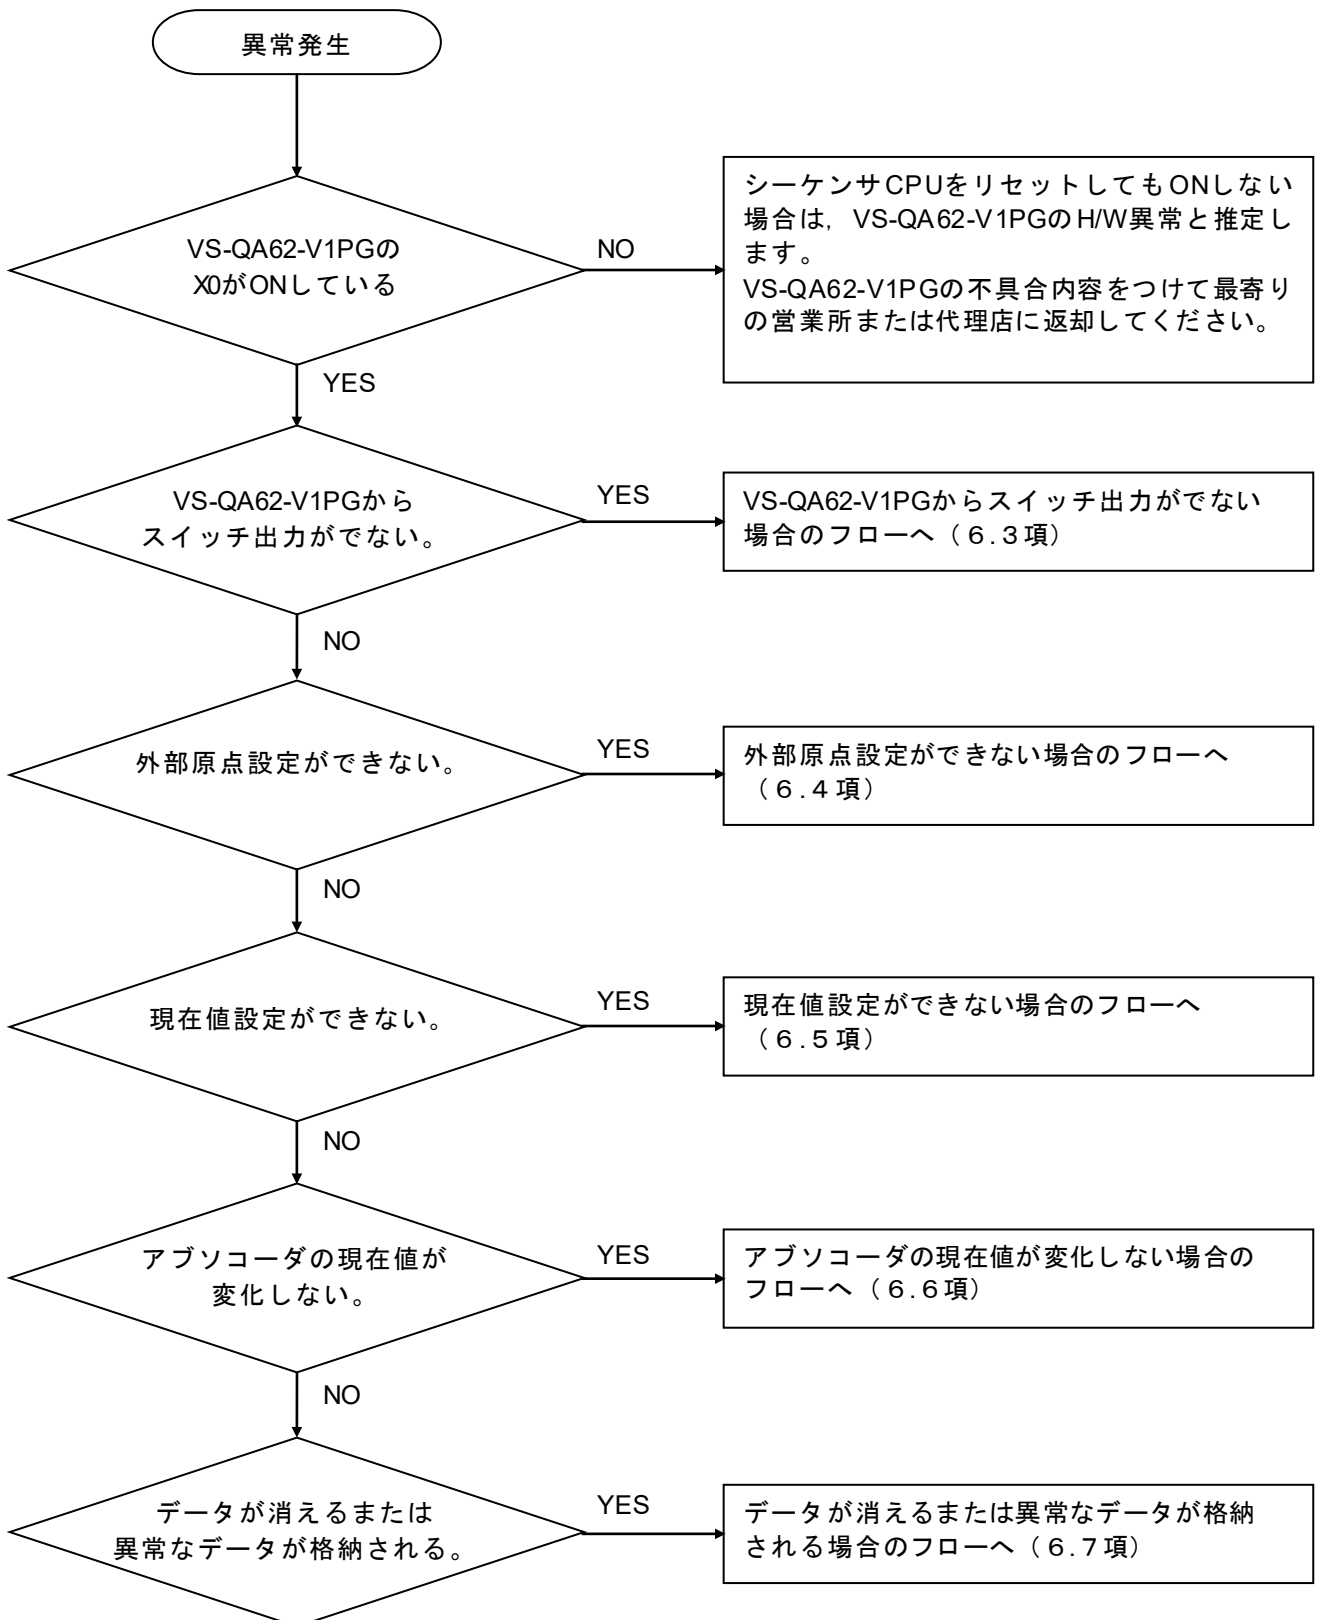 異常発生
VS-QA62-V1PGの
X0がONしている
NO
シーケンサCPUをリセットしてもONしない
場合は，VS-QA62-V1PGのH/W異常と推定し
ます。
VS-QA62-V1PGの不具合内容をつけて最寄り
の営業所または代理店に返却してください。
YES
VS-QA62-V1PGから
スイッチ出力がでない。
YES
VS-QA62-V1PGからスイッチ出力がでない
場合のフローへ（６.３項）
NO
外部原点設定ができない。
YES
外部原点設定ができない場合のフローへ
（６.４項）
NO
現在値設定ができない。
YES
現在値設定ができない場合のフローへ
（６.５項）
NO
アブソコーダの現在値が
変化しない。
YES
アブソコーダの現在値が変化しない場合の
フローへ（６.６項）
NO
データが消えるまたは
異常なデータが格納される。
YES
データが消えるまたは異常なデータが格納
される場合のフローへ（６.７項）